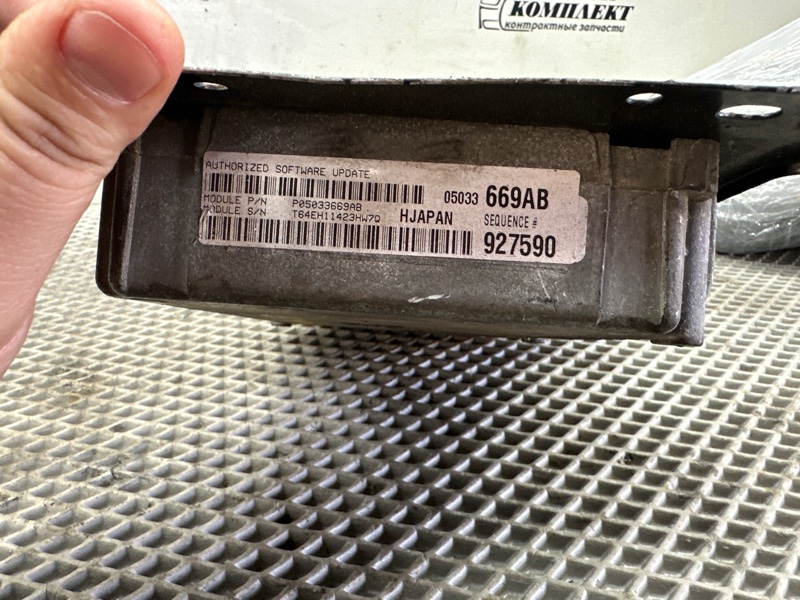 КОМПЛЕКТ
контрактные запчасти
AUTHORIZED SOFTWARE UPDATE
05033 669AB
MODULE P/N P05033669AB
MODULE S/N T64EH11423HW7Q HJAPAN SEQUENCE #
927590